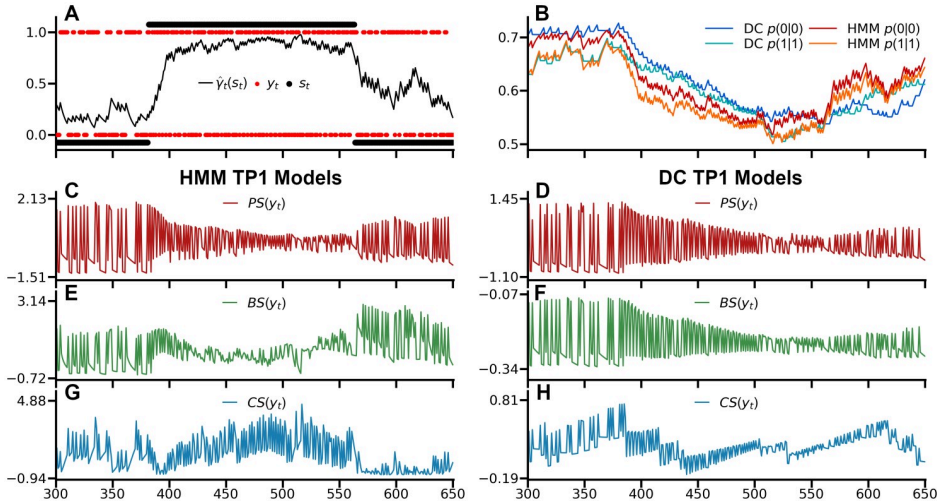 A
1.0
0.5
0.0
γ̂t(st)
yt
st
B
0.7
0.6
0.5
DC p(0|0)
DC p(1|1)
HMM p(0|0)
HMM p(1|1)
HMM TP1 Models
DC TP1 Models
C
2.13
−1.51
PS(yt)
D
1.45
−1.10
PS(yt)
E
3.14
−0.72
BS(yt)
F
−0.07
−0.34
BS(yt)
G
4.88
−0.94
CS(yt)
H
0.81
−0.19
CS(yt)
300 350 400 450 500 550 600 650
300 350 400 450 500 550 600 650